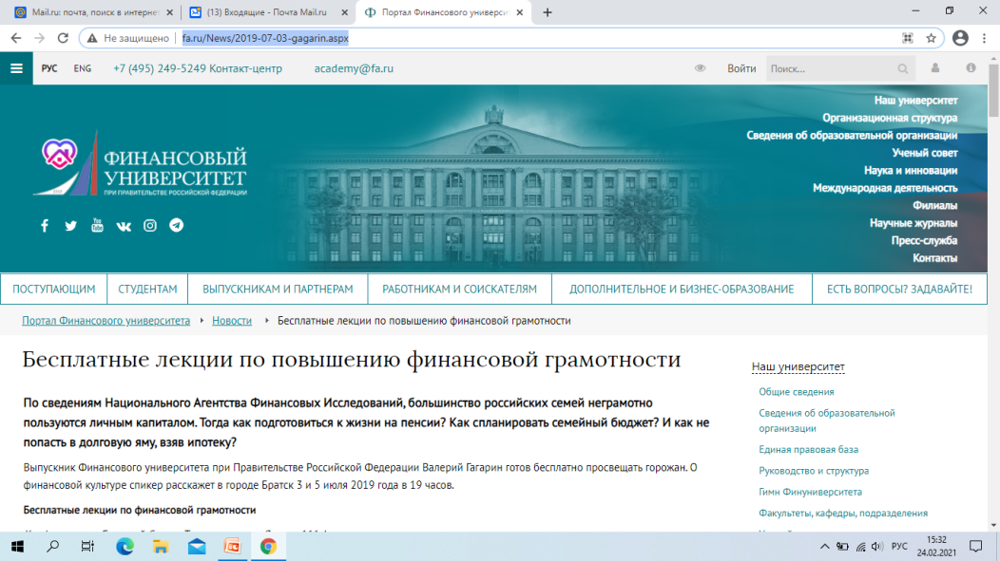 Mail.ru: почта, поиск в интерне
(13) Входящие - Почта Mail.ru
Портал Финансового универси
Не защищено | fa.ru/News/2019-07-03-gagarin.aspx
РУС ENG +7 (495) 249-5249 Контакт-центр academy@fa.ru Войти Поиск...
Наш университет
Организационная структура
Сведения об образовательной организации
Ученый совет
Наука и инновации
Международная деятельность
Филиалы
Научные журналы
Пресс-служба
Контакты
ФИНАНСОВЫЙ
УНИВЕРСИТЕТ
ПРИ ПРАВИТЕЛЬСТВЕ РОССИЙСКОЙ ФЕДЕРАЦИИ
ПОСТУПАЮЩИМ СТУДЕНТАМ ВЫПУСКНИКАМ И ПАРТНЕРАМ РАБОТНИКАМ И СОИСКАТЕЛЯМ ДОПОЛНИТЕЛЬНОЕ И БИЗНЕС-ОБРАЗОВАНИЕ ЕСТЬ ВОПРОСЫ? ЗАДАВАЙТЕ!
Портал Финансового университета Новости Бесплатные лекции по повышению финансовой грамотности
Бесплатные лекции по повышению финансовой грамотности
По сведениям Национального Агентства Финансовых Исследований, большинство российских семей неграмотно
пользуются личным капиталом. Тогда как подготовиться к жизни на пенсии? Как спланировать семейный бюджет? И как не
попасть в долговую яму, взяв ипотеку?
Выпускник Финансового университета при Правительстве Российской Федерации Валерий Гагарин готов бесплатно просвещать горожан. О
финансовой культуре спикер расскажет в городе Братск 3 и 5 июля 2019 года в 19 часов.
Бесплатные лекции по финансовой грамотности
Наш университет
Общие сведения
Сведения об образовательной
организации
Единая правовая база
Руководство и структура
Гимн Финуниверситета
Факультеты, кафедры, подразделения
РУС
15:32
24.02.2021